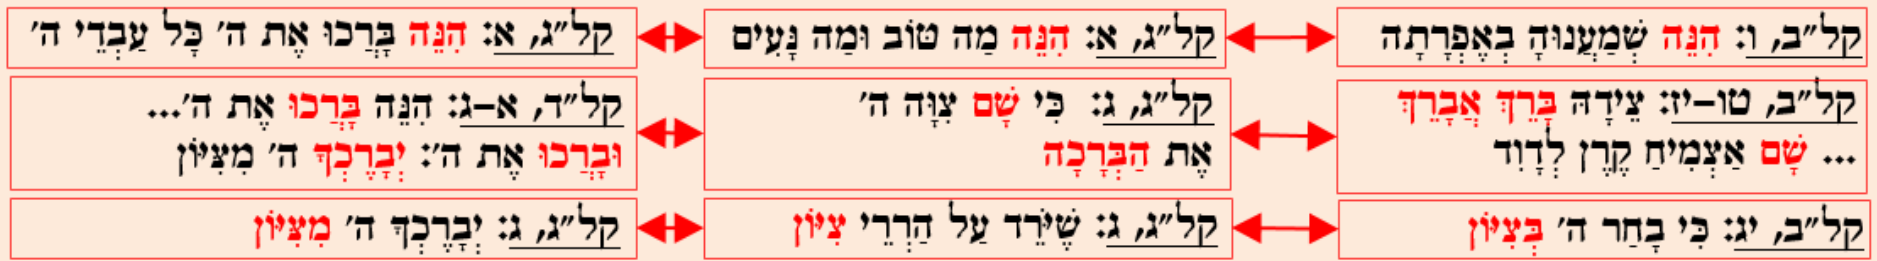 קל״ב, ו: הִנֵּה שְׁמַעֲנוּהָ בְאֶפְרָתָה
קל״ג, א: הִנֵּה מַה טּוֹב וּמַה נָּעִים
קל״ג, א: הִנֵּה בָּרְכוּ אֶת ה׳ כָּל עַבְדֵי ה׳
קל״ב, טו–יז: צֵידָהּ בָּרֵךְ אֲבָרֵךְ
... שָׁם אַצְמִיחַ קֶרֶן לְדָוִד
קל״ג, ג: כִּי שָׁם צִוָּה ה׳
אֶת הַבְּרָכָה
קל״ד, א–ג: הִנֵּה בָּרְכוּ אֶת ה׳...
וּבָרְכוּ אֶת ה׳: יְבָרֶכְךָ ה׳ מִצִּיּוֹן
קל״ב, יג: כִּי בָחַר ה׳ בְּצִיּוֹן
קל״ג, ג: שֶׁיֹּרֵד עַל הַרְרֵי צִיּוֹן
קל״ג, ג: יְבָרֶכְךָ ה׳ מִצִּיּוֹן